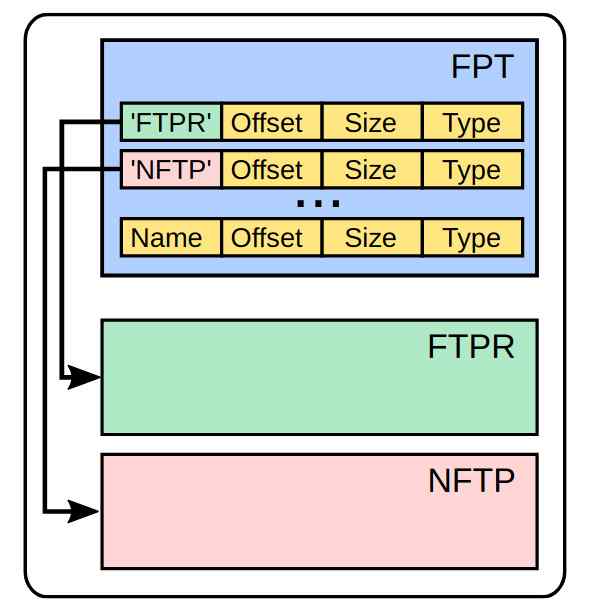 FPT
'FTPR' Offset Size Type
'NFTP' Offset Size Type
...
Name Offset Size Type
FTPR
NFTP